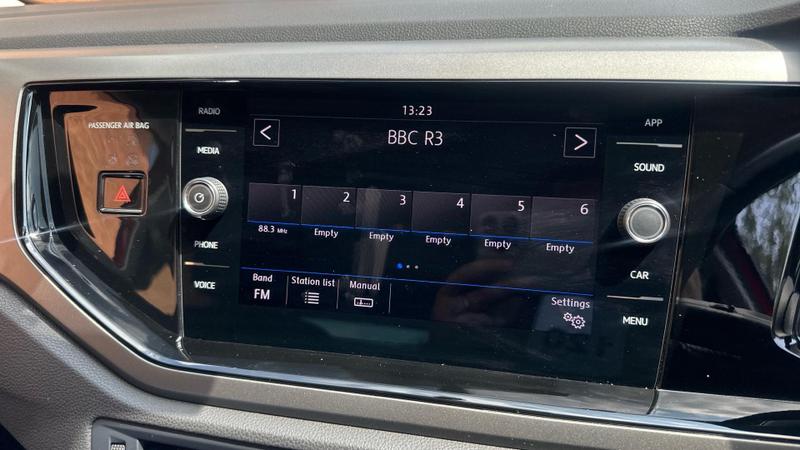 PASSENGER AIR BAG
RADIO
MEDIA
PHONE
VOICE
13:23
<
BBC R3
>
1
2
3
4
5
6
88.3 MHz
Empty
Empty
Empty
Empty
Empty
Band
FM
Station list
Manual
Settings
APP
SOUND
CAR
MENU